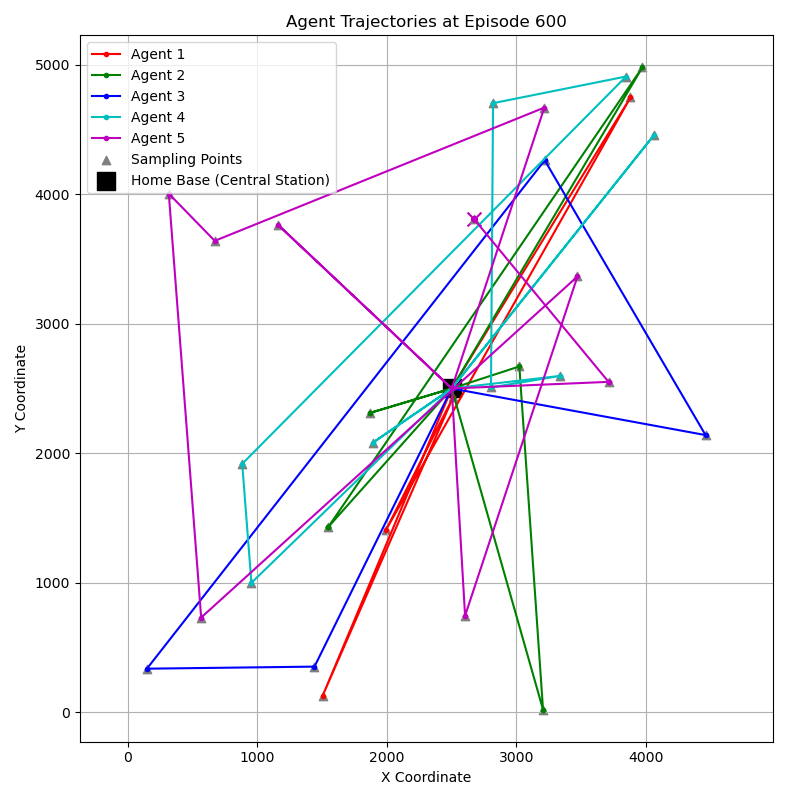 Agent Trajectories at Episode 600
Agent 1
Agent 2
Agent 3
Agent 4
Agent 5
Sampling Points
Home Base (Central Station)
Y Coordinate
5000
4000
3000
2000
1000
0
0 1000 2000 3000 4000
X Coordinate